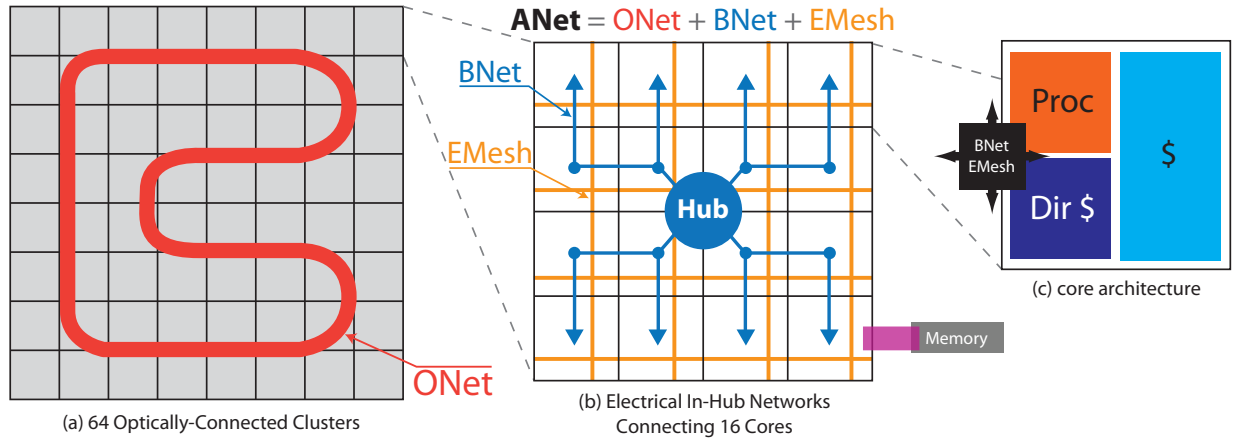 ANet = ONet + BNet + EMesh
BNet
EMesh
Hub
ONet
Memory
Proc
$
BNet
EMesh
Dir $
(a) 64 Optically-Connected Clusters
(b) Electrical In-Hub Networks
Connecting 16 Cores
(c) core architecture